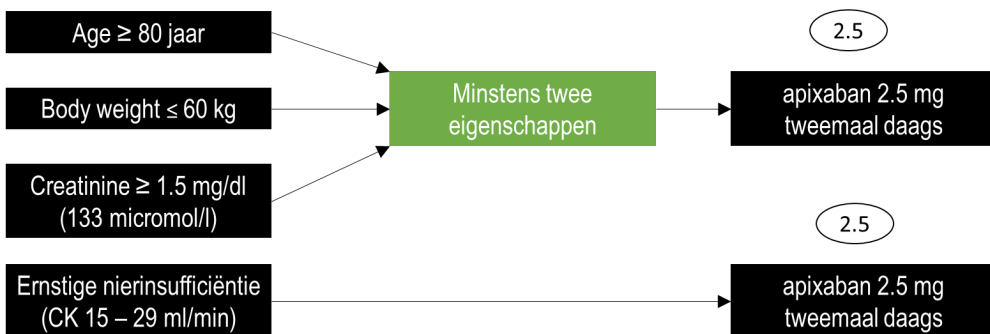 Age ≥ 80 jaar
Body weight ≤ 60 kg
Creatinine ≥ 1.5 mg/dl
(133 micromol/l)
Minstens twee
eigenschappen
2.5
apixaban 2.5 mg
tweemaal daags
Ernstige nierinsufficiëntie
(CK 15 – 29 ml/min)
2.5
apixaban 2.5 mg
tweemaal daags